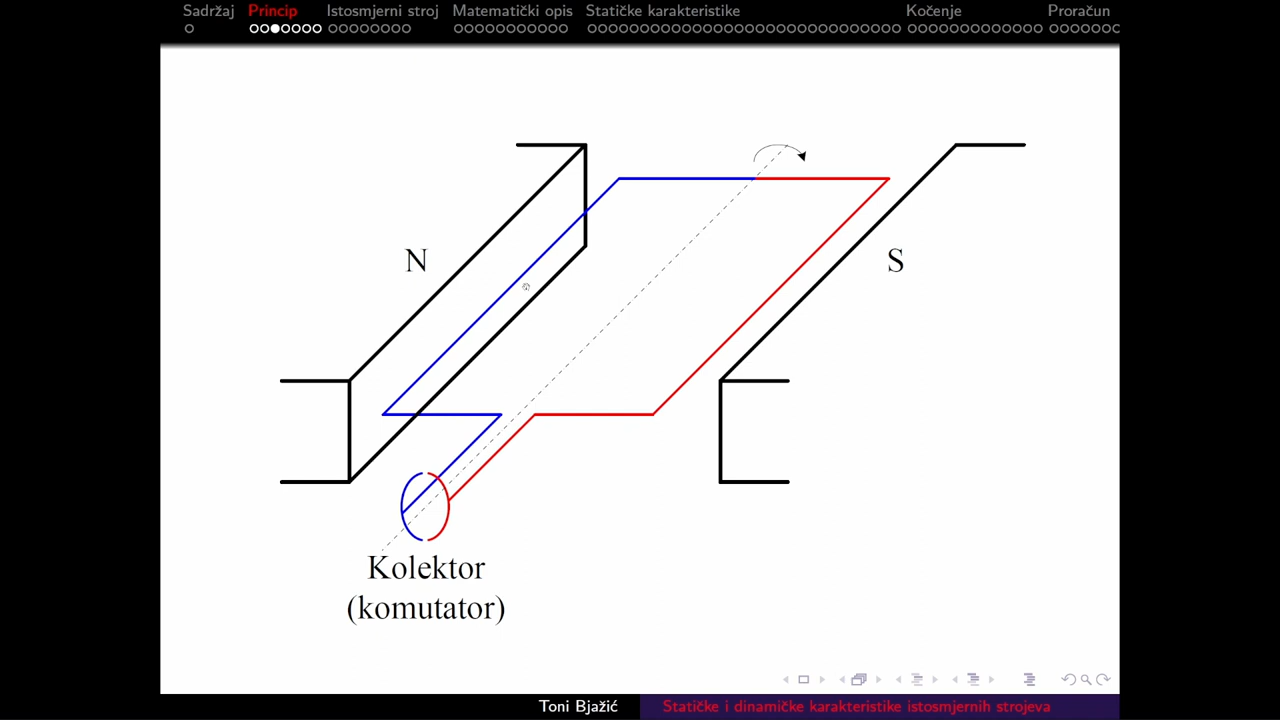 Sadržaj Princip Istosmjerni stroj Matematički opis Statičke karakteristike Kočenje Proračun
N
S
Kolektor
(komutator)
Toni Bjažić Statičke i dinamičke karakteristike istosmjernih strojeva